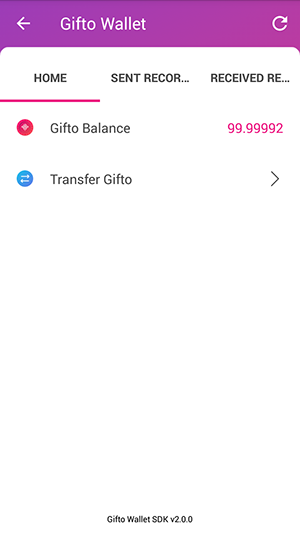 Gifto Wallet
HOME SENT RECOR... RECEIVED RE...
Gifto Balance 99.99992
Transfer Gifto
Gifto Wallet SDK v2.0.0